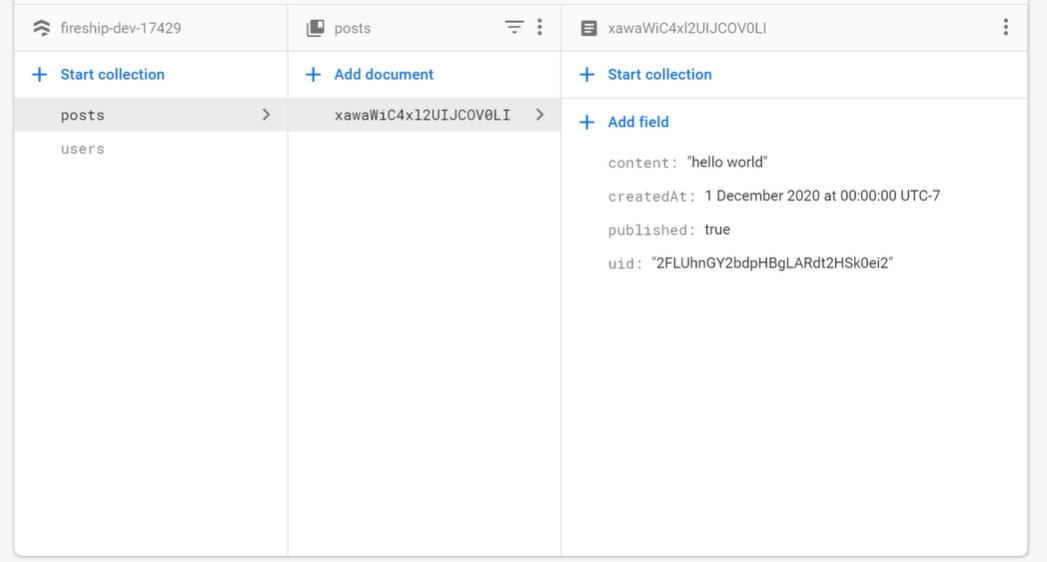 fireship-dev-17429
posts
xawaWiC4xl2UIJCOV0LI
+ Start collection
+ Add document
+ Start collection
posts
xawaWiC4xl2UIJCOV0LI
+ Add field
users
content: "hello world"
createdAt: 1 December 2020 at 00:00:00 UTC-7
published: true
uid: "2FLUhnGY2bdpHBgLARdt2HSk0ei2"